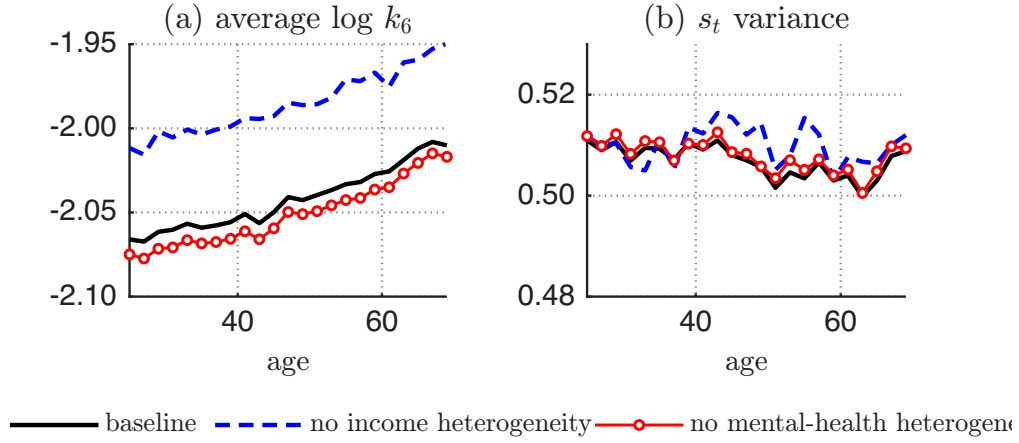 (a) average log k₆
(b) sₜ variance
-1.95
-2.00
-2.05
-2.10
40
60
age
0.52
0.50
0.48
40
60
age
baseline
no income heterogeneity
no mental-health heterogene